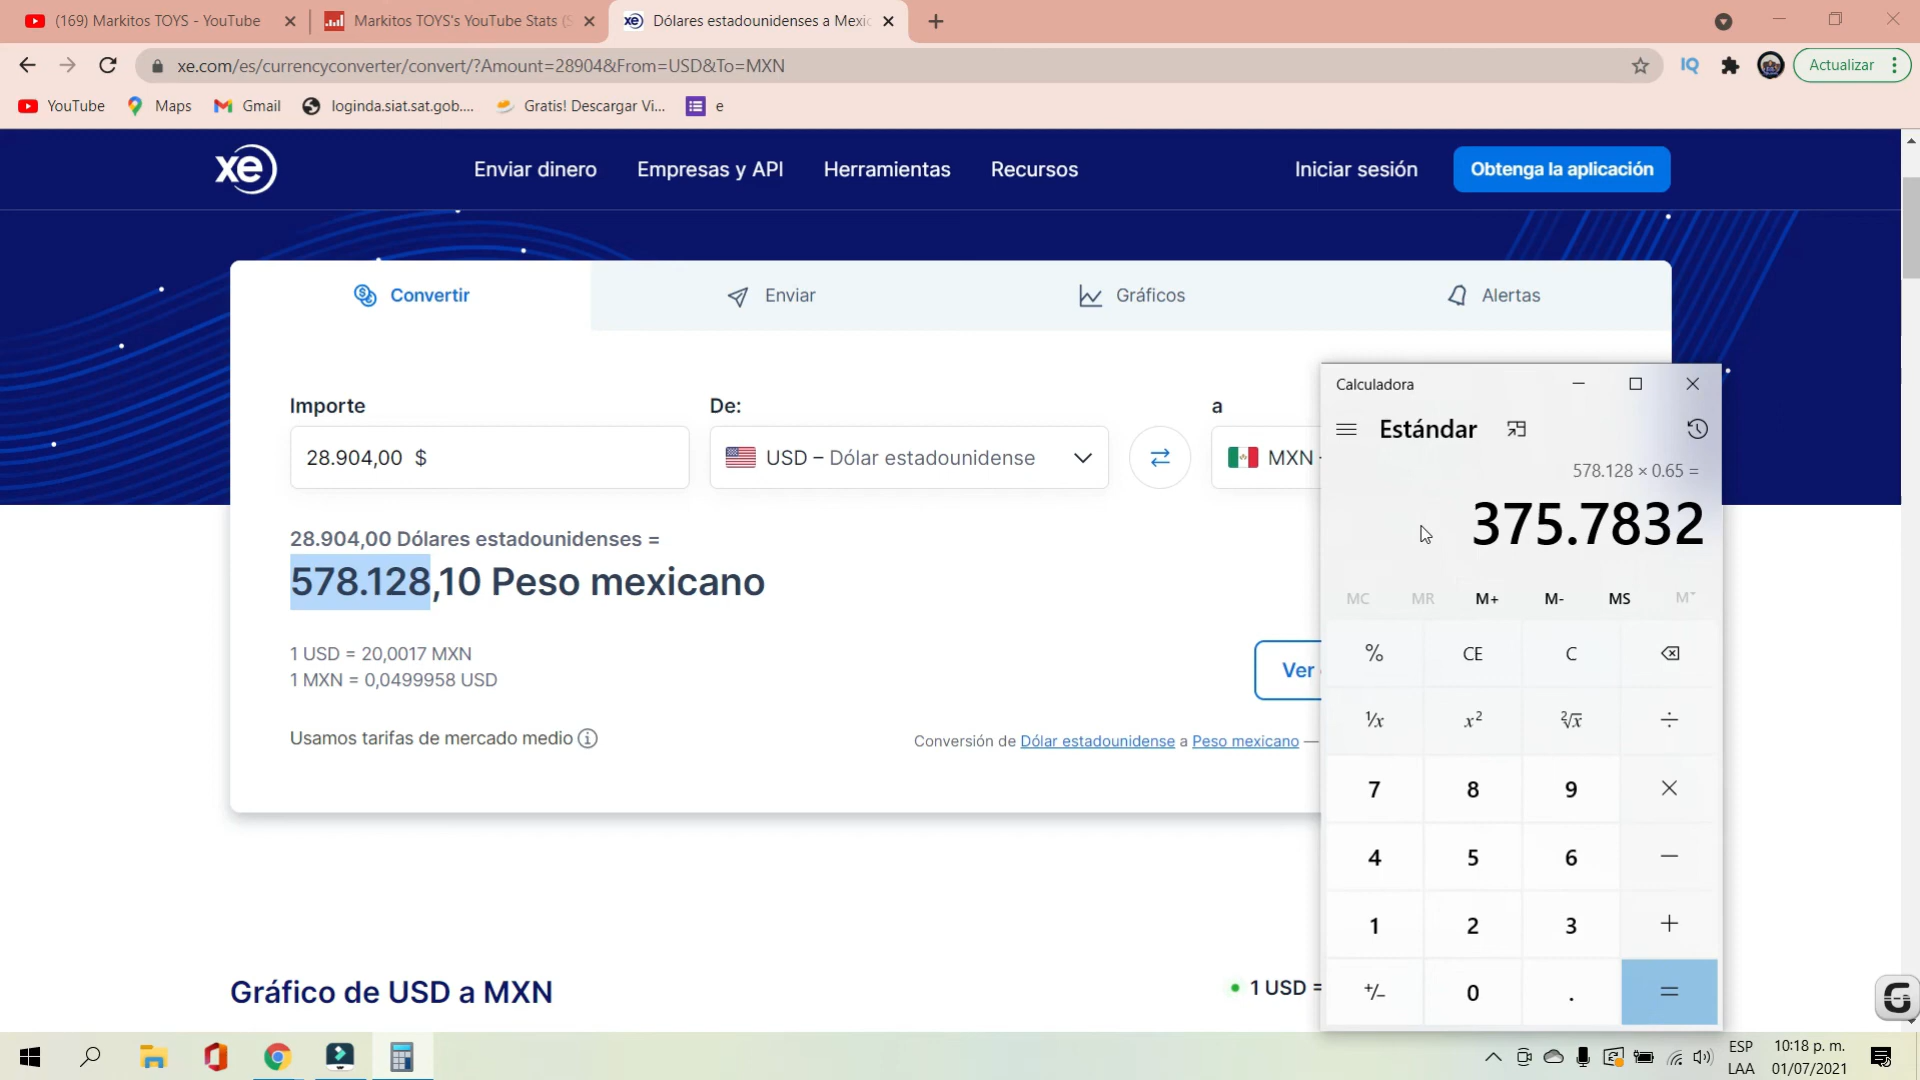 (169) Markitos TOYS - YouTube
Markitos TOYS's YouTube Stats (S
Dólares estadounidenses a Mexic
xe.com/es/currencyconverter/convert/?Amount=28904&From=USD&To=MXN
IQ
Actualizar
YouTube
Maps
Gmail
loginda.siat.sat.gob....
Gratis! Descargar Vi...
e
xe
Enviar dinero
Empresas y API
Herramientas
Recursos
Iniciar sesión
Obtenga la aplicación
Convertir
Enviar
Gráficos
Alertas
Importe
De:
a
28.904,00 $
USD – Dólar estadounidense
MXN -
28.904,00 Dólares estadounidenses =
578.128,10 Peso mexicano
1 USD = 20,0017 MXN
1 MXN = 0,0499958 USD
Ver
Usamos tarifas de mercado medio
Conversión de Dólar estadounidense a Peso mexicano —
Gráfico de USD a MXN
1 USD =
Calculadora
Estándar
578.128 × 0.65 =
375.7832
MC MR M+ M- MS M˅
% CE C
¹/x x² ²√x ÷
7 8 9 ×
4 5 6 −
1 2 3 +
+/− 0 . =
G
ESP
LAA
10:18 p. m.
01/07/2021